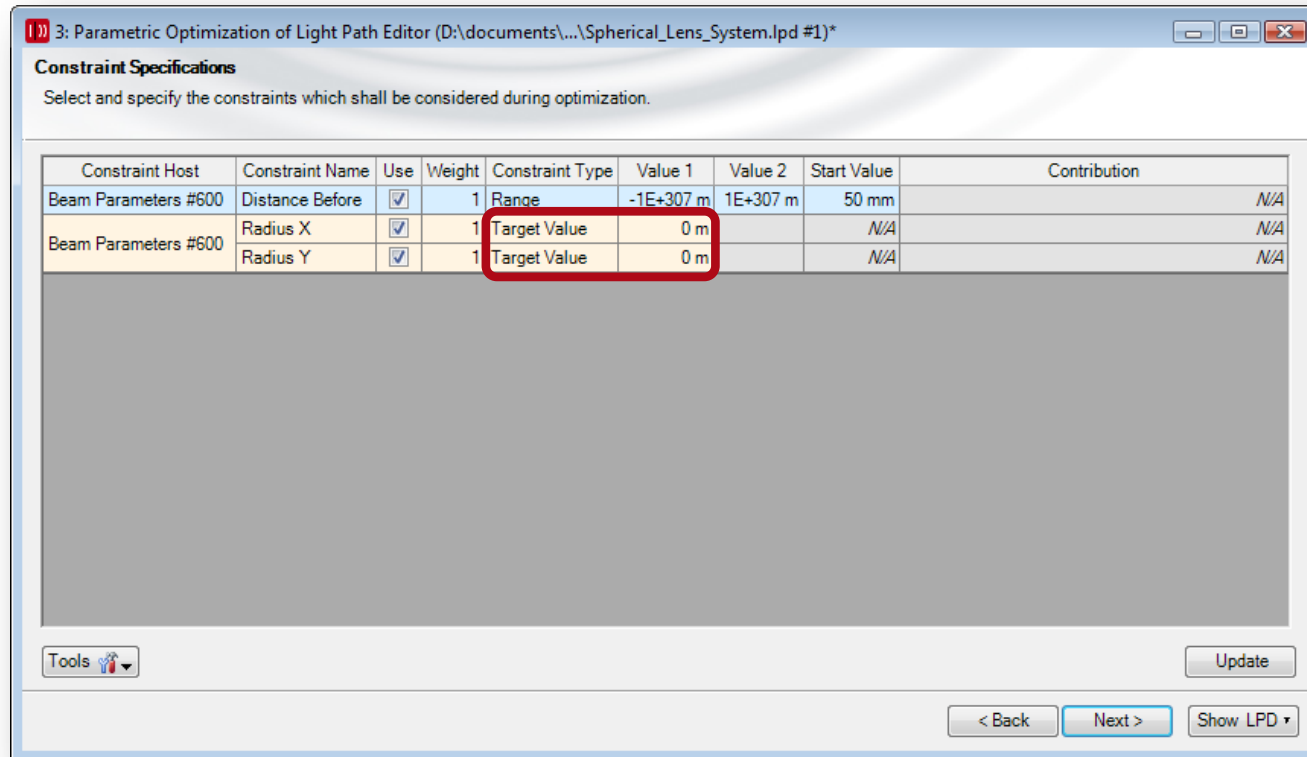 3: Parametric Optimization of Light Path Editor (D:\documents\...\Spherical_Lens_System.lpd #1)*
Constraint Specifications
Select and specify the constraints which shall be considered during optimization.
Constraint Host Constraint Name Use Weight Constraint Type Value 1 Value 2 Start Value Contribution
Beam Parameters #600 Distance Before 1 Range -1E+307 m 1E+307 m 50 mm N/A
Beam Parameters #600 Radius X 1 Target Value 0 m N/A N/A
Radius Y 1 Target Value 0 m N/A N/A
Tools Update
< Back Next > Show LPD